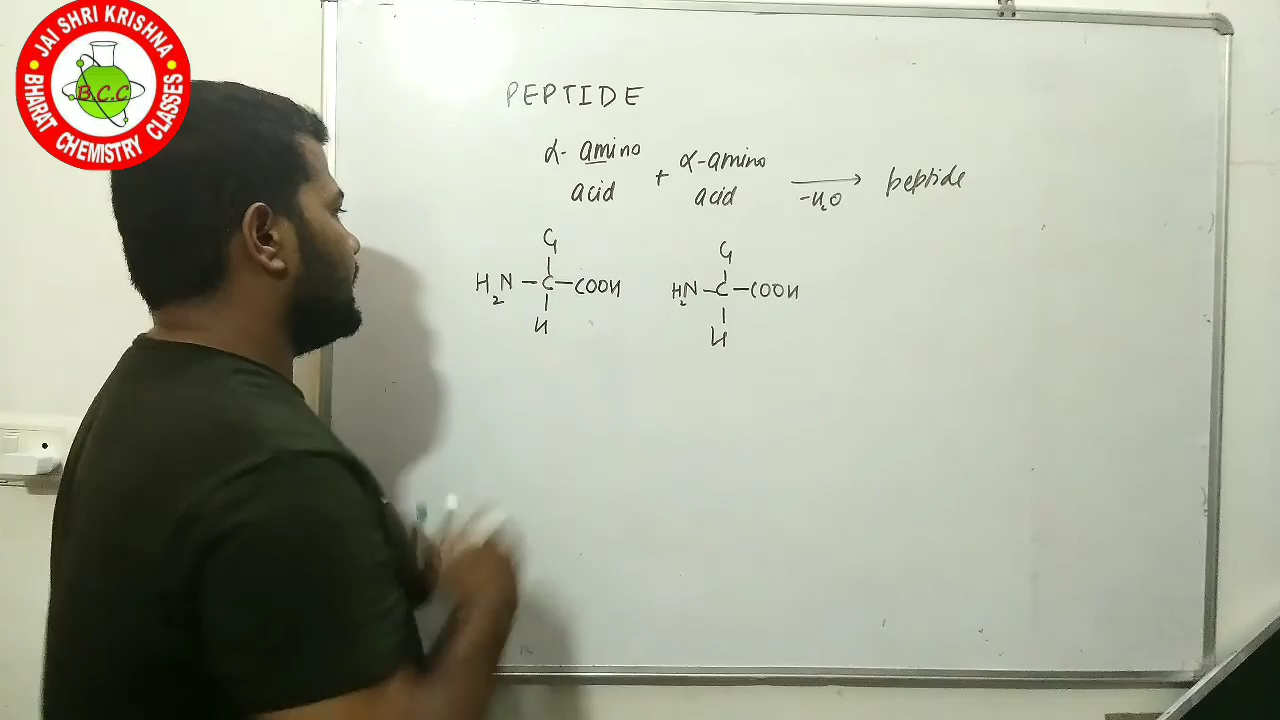 JAI SHRI KRISHNA
B.C.C
BHARAT CHEMISTRY CLASSES
PEPTIDE
α- amino acid + α-amino acid -H₂O → peptide
G G
H₂N - C - COOH H₂N - C - COOH
H H